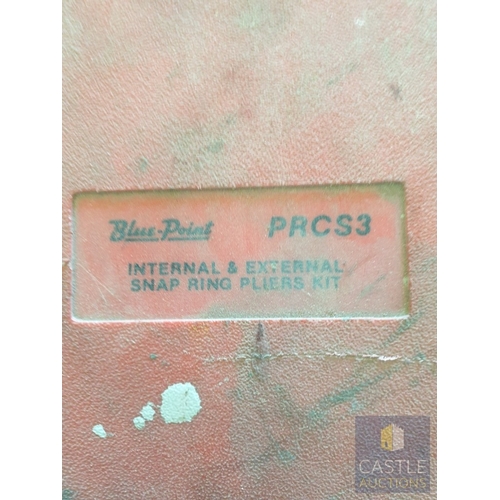 Blue-Point PRCS3
INTERNAL & EXTERNAL
SNAP RING PLIERS KIT
CASTLE
AUCTIONS